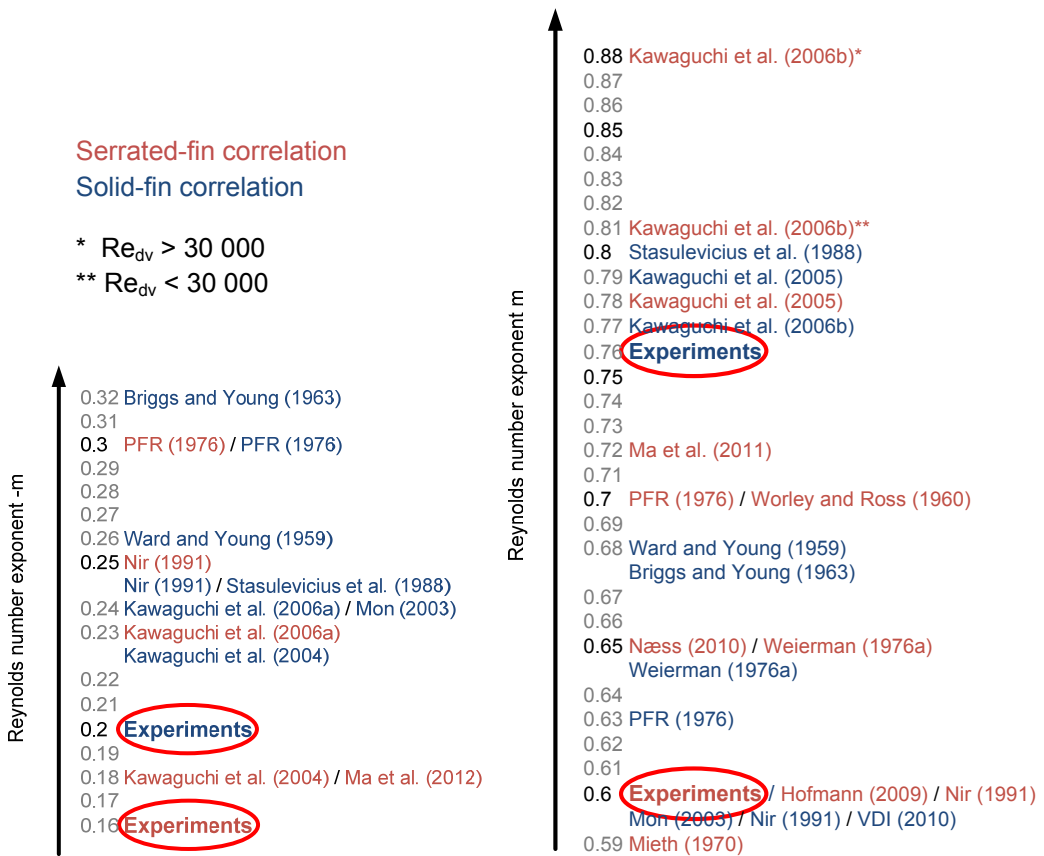 Serrated-fin correlation
Solid-fin correlation
* Re_dv > 30 000
** Re_dv < 30 000
Reynolds number exponent -m
0.32 Briggs and Young (1963)
0.31
0.3 PFR (1976) / PFR (1976)
0.29
0.28
0.27
0.26 Ward and Young (1959)
0.25 Nir (1991)
Nir (1991) / Stasulevicius et al. (1988)
0.24 Kawaguchi et al. (2006a) / Mon (2003)
0.23 Kawaguchi et al. (2006a)
Kawaguchi et al. (2004)
0.22
0.21
0.2 Experiments
0.19
0.18 Kawaguchi et al. (2004) / Ma et al. (2012)
0.17
0.16 Experiments
Reynolds number exponent m
0.88 Kawaguchi et al. (2006b)*
0.87
0.86
0.85
0.84
0.83
0.82
0.81 Kawaguchi et al. (2006b)**
0.8 Stasulevicius et al. (1988)
0.79 Kawaguchi et al. (2005)
0.78 Kawaguchi et al. (2005)
0.77 Kawaguchi et al. (2006b)
0.76 Experiments
0.75
0.74
0.73
0.72 Ma et al. (2011)
0.71
0.7 PFR (1976) / Worley and Ross (1960)
0.69
0.68 Ward and Young (1959)
Briggs and Young (1963)
0.67
0.66
0.65 Næss (2010) / Weierman (1976a)
Weierman (1976a)
0.64
0.63 PFR (1976)
0.62
0.61
0.6 Experiments / Hofmann (2009) / Nir (1991)
Mon (2003) / Nir (1991) / VDI (2010)
0.59 Mieth (1970)